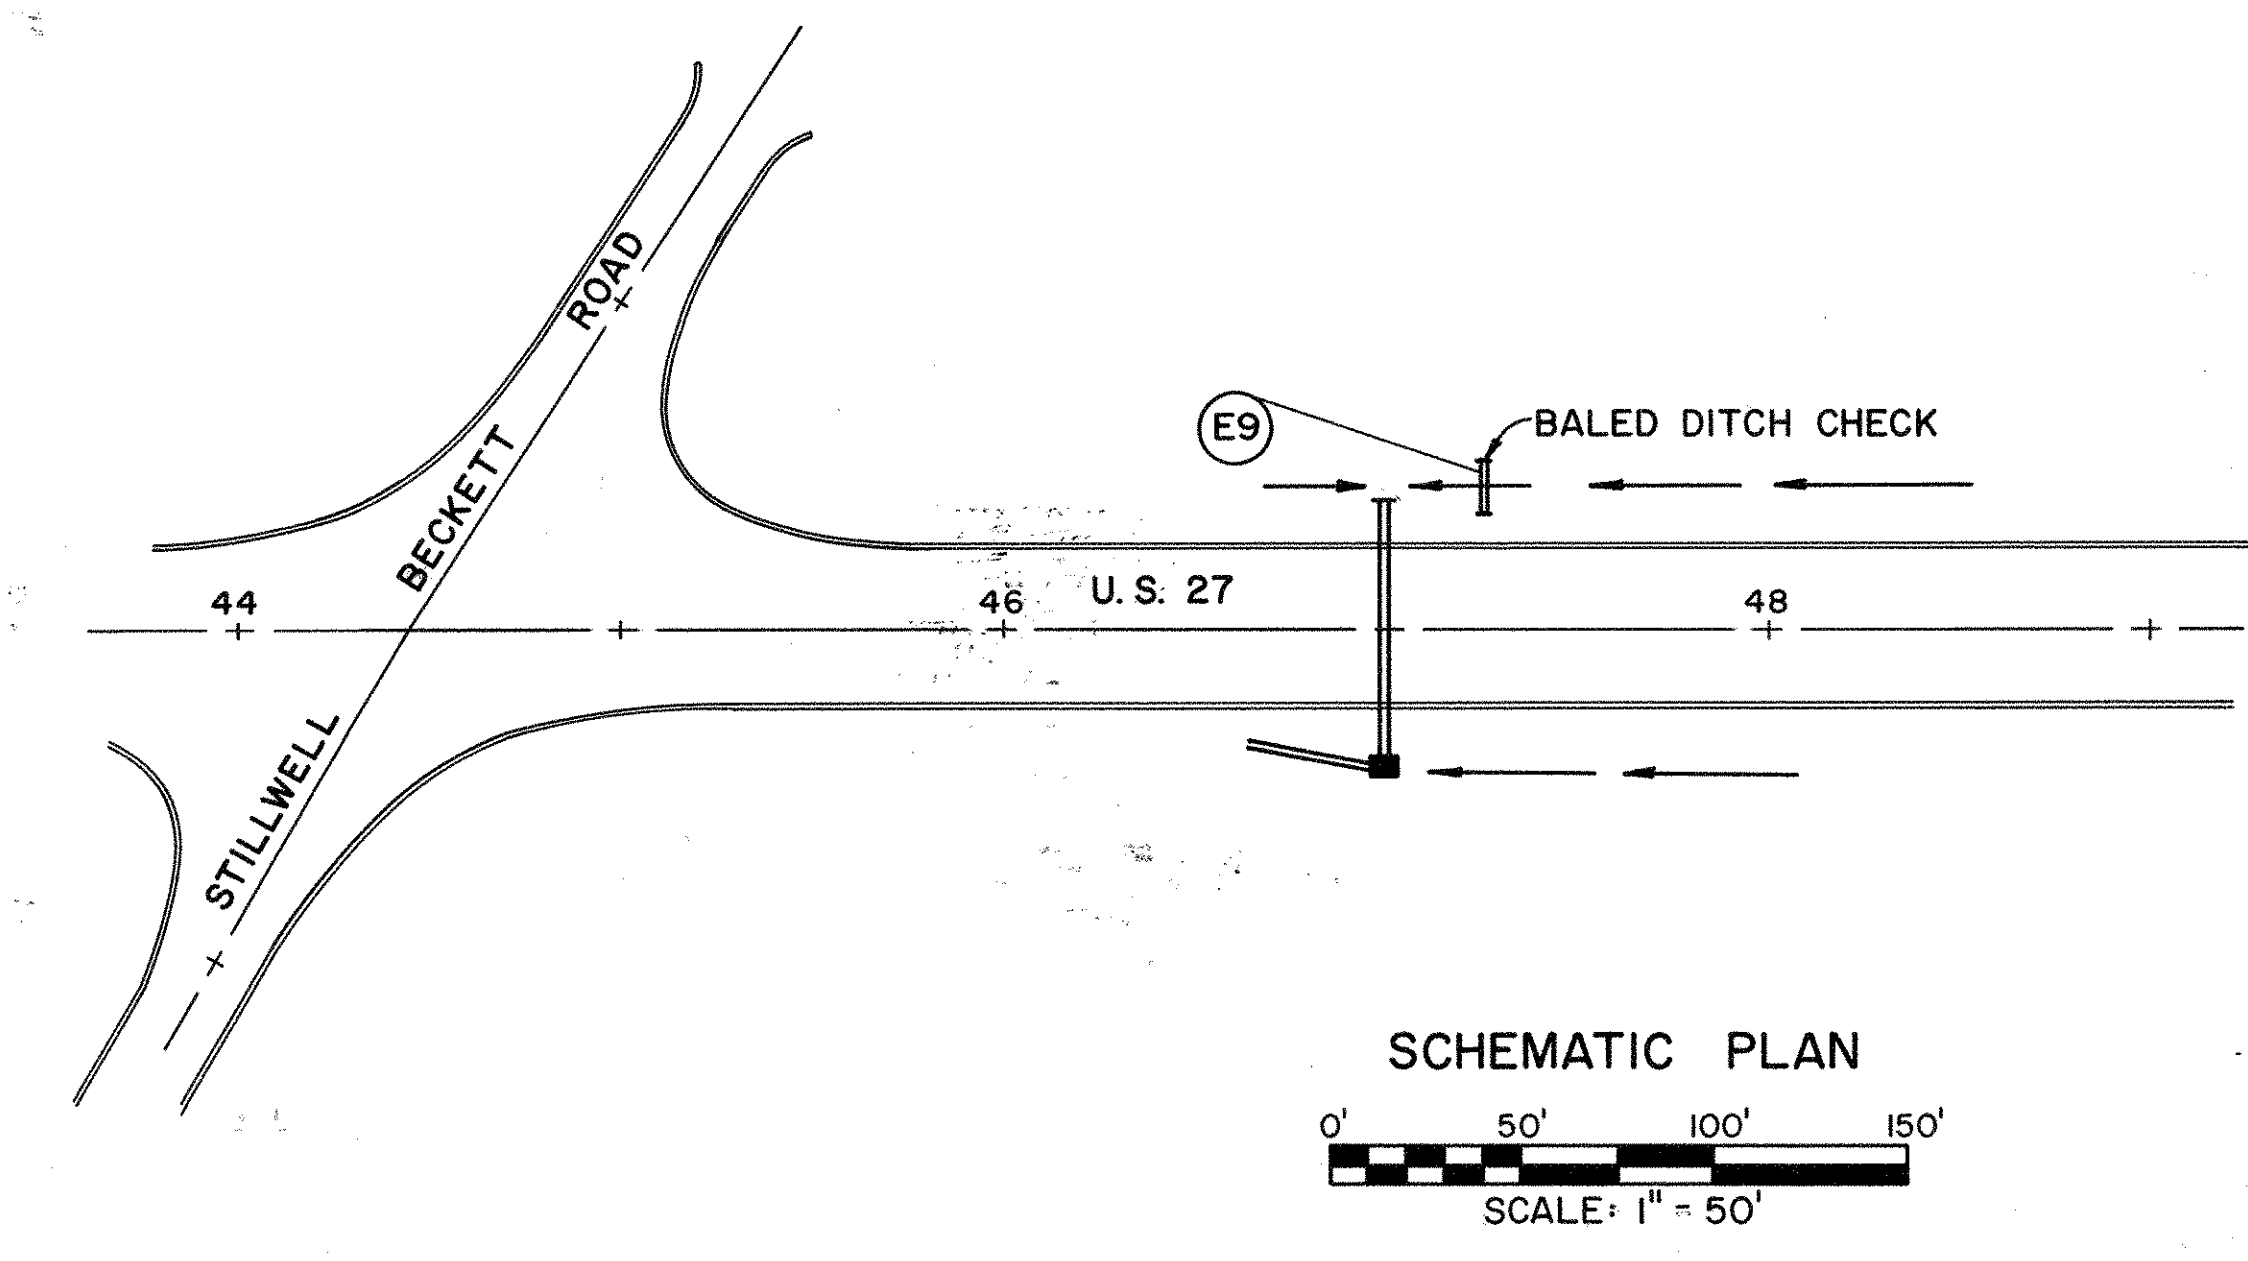 STILLWELL BECKETT ROAD
E9
BALED DITCH CHECK
U.S. 27
44
46
48
SCHEMATIC PLAN
0' 50' 100' 150'
SCALE: 1" = 50'